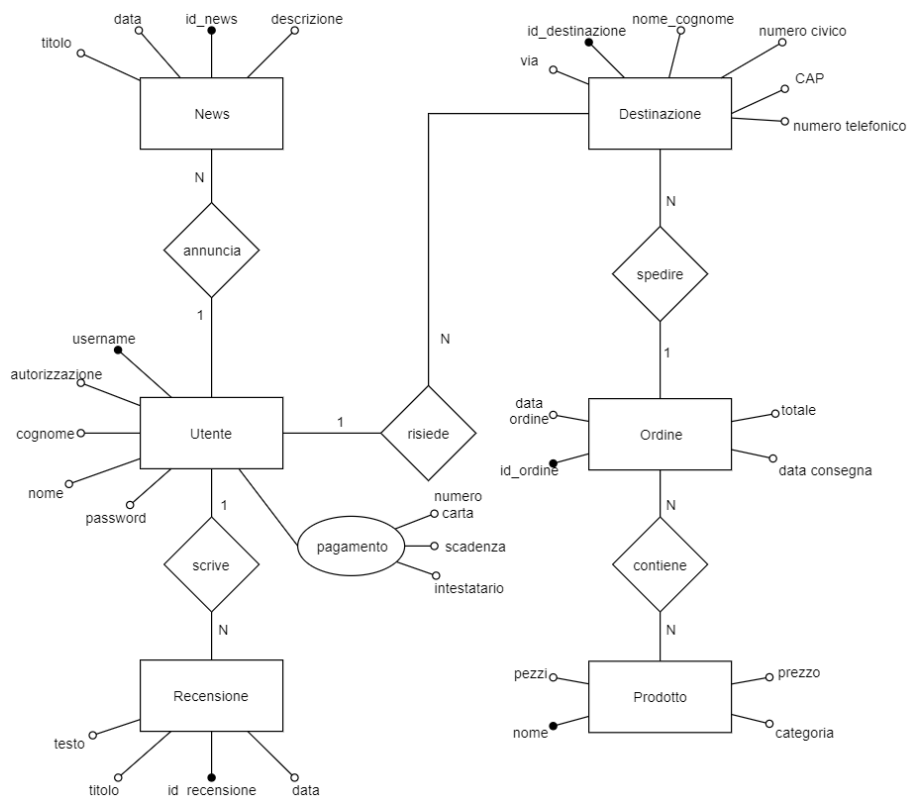 id_news
data
descrizione
titolo
News
N
annuncia
1
id_destinazione
nome_cognome
numero civico
via
CAP
numero telefonico
Destinazione
N
spedire
1
username
autorizzazione
cognome
nome
password
Utente
1
risiede
N
pagamento
numero
carta
scadenza
intestatario
1
scrive
N
Recensione
testo
titolo
id_recensione
data
data
ordine
totale
id_ordine
data consegna
Ordine
N
contiene
N
pezzi
prezzo
nome
categoria
Prodotto